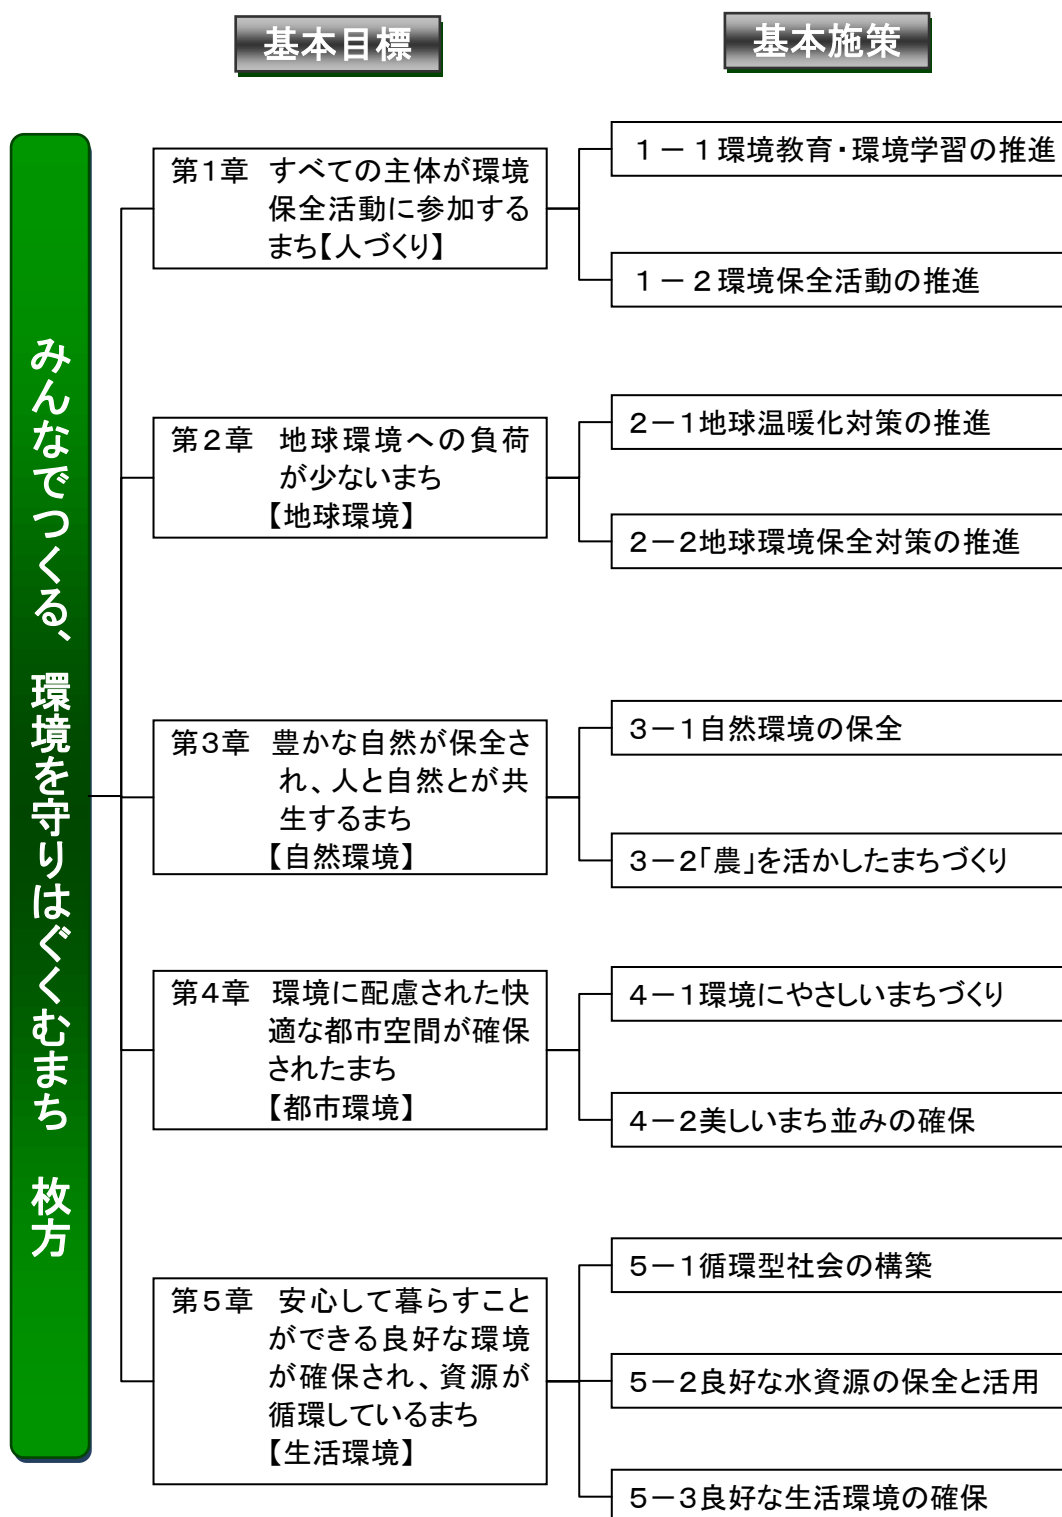 基本目標
基本施策
みんなでつくる、環境を守りはぐくむまち　枚方
第1章　すべての主体が環境
保全活動に参加する
まち【人づくり】
1－1環境教育・環境学習の推進
1－2環境保全活動の推進
第2章　地球環境への負荷
が少ないまち
【地球環境】
2－1地球温暖化対策の推進
2－2地球環境保全対策の推進
第3章　豊かな自然が保全さ
れ、人と自然とが共
生するまち
【自然環境】
3－1自然環境の保全
3－2「農」を活かしたまちづくり
第4章　環境に配慮された快
適な都市空間が確保
されたまち
【都市環境】
4－1環境にやさしいまちづくり
4－2美しいまち並みの確保
第5章　安心して暮らすこと
ができる良好な環境
が確保され、資源が
循環しているまち
【生活環境】
5－1循環型社会の構築
5－2良好な水資源の保全と活用
5－3良好な生活環境の確保